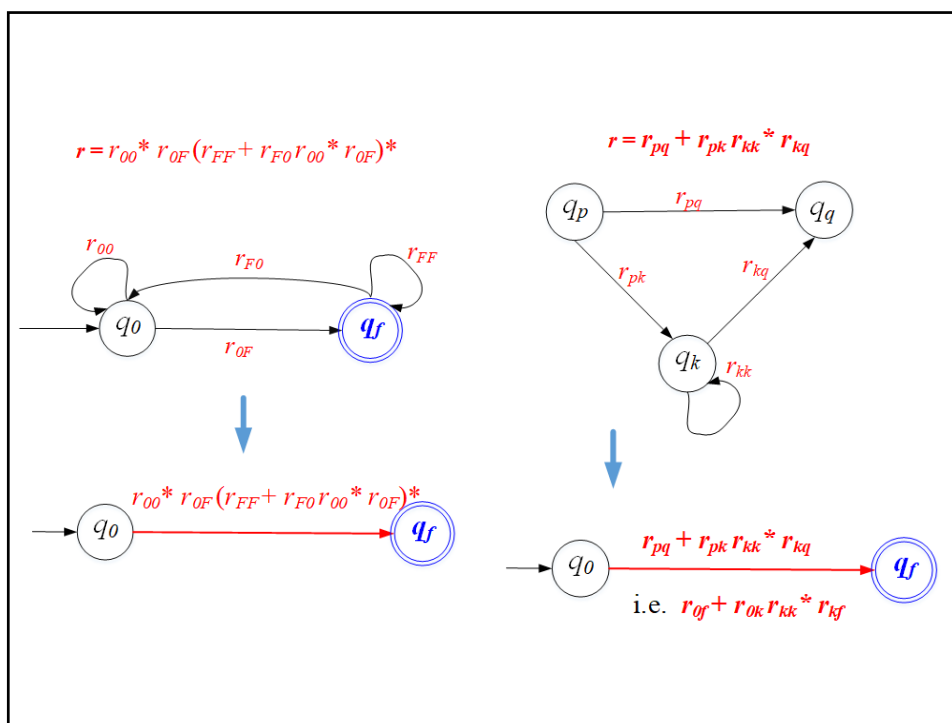 r = r00* r0F (rFF + rF0 r00* r0F)*
r00
rF0
rFF
q0
qf
r0F
r00* r0F (rFF + rF0 r00* r0F)*
q0
qf
r = rpq + rpk rkk* rkq
qp
rpq
qq
rpk
rkq
qk
rkk
rpq + rpk rkk* rkq
q0
qf
i.e. r0f + r0k rkk* rkf